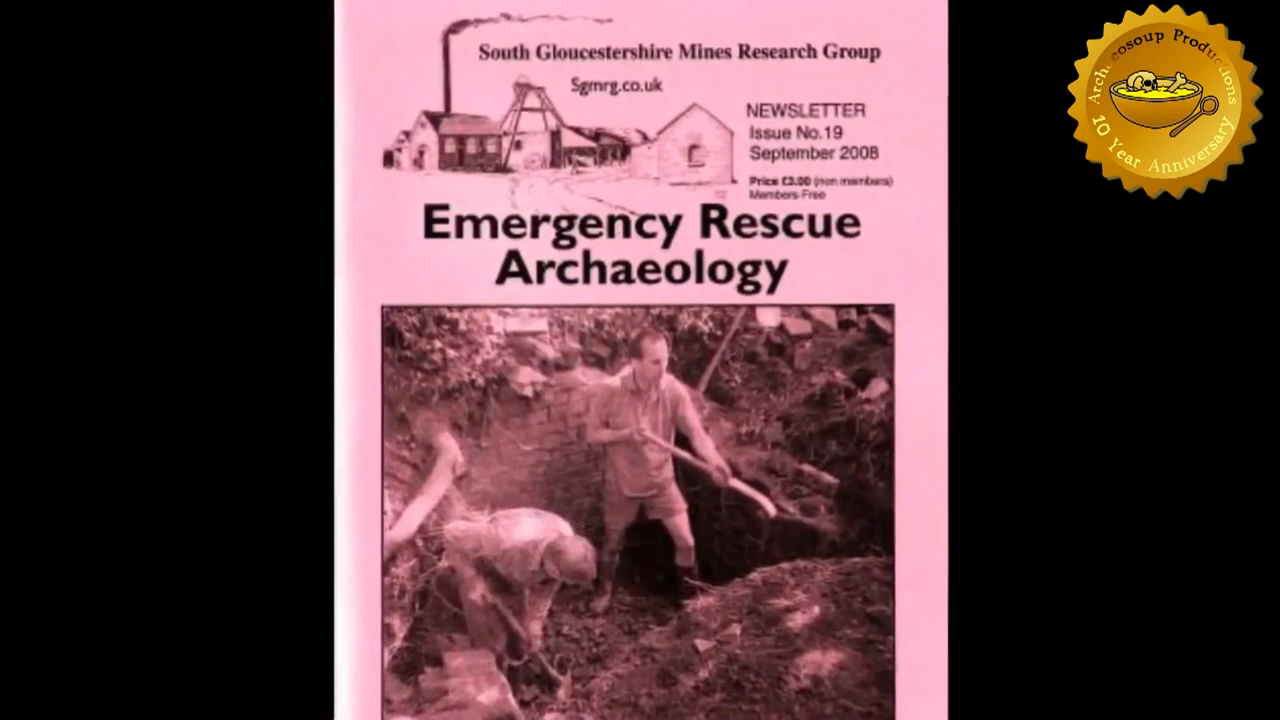 South Gloucestershire Mines Research Group
Sgmrg.co.uk
NEWSLETTER
Issue No.19
September 2008
Price £3.00 (non members)
Members-Free
Emergency Rescue
Archaeology
Archaeosoup Productions
10 Year Anniversary